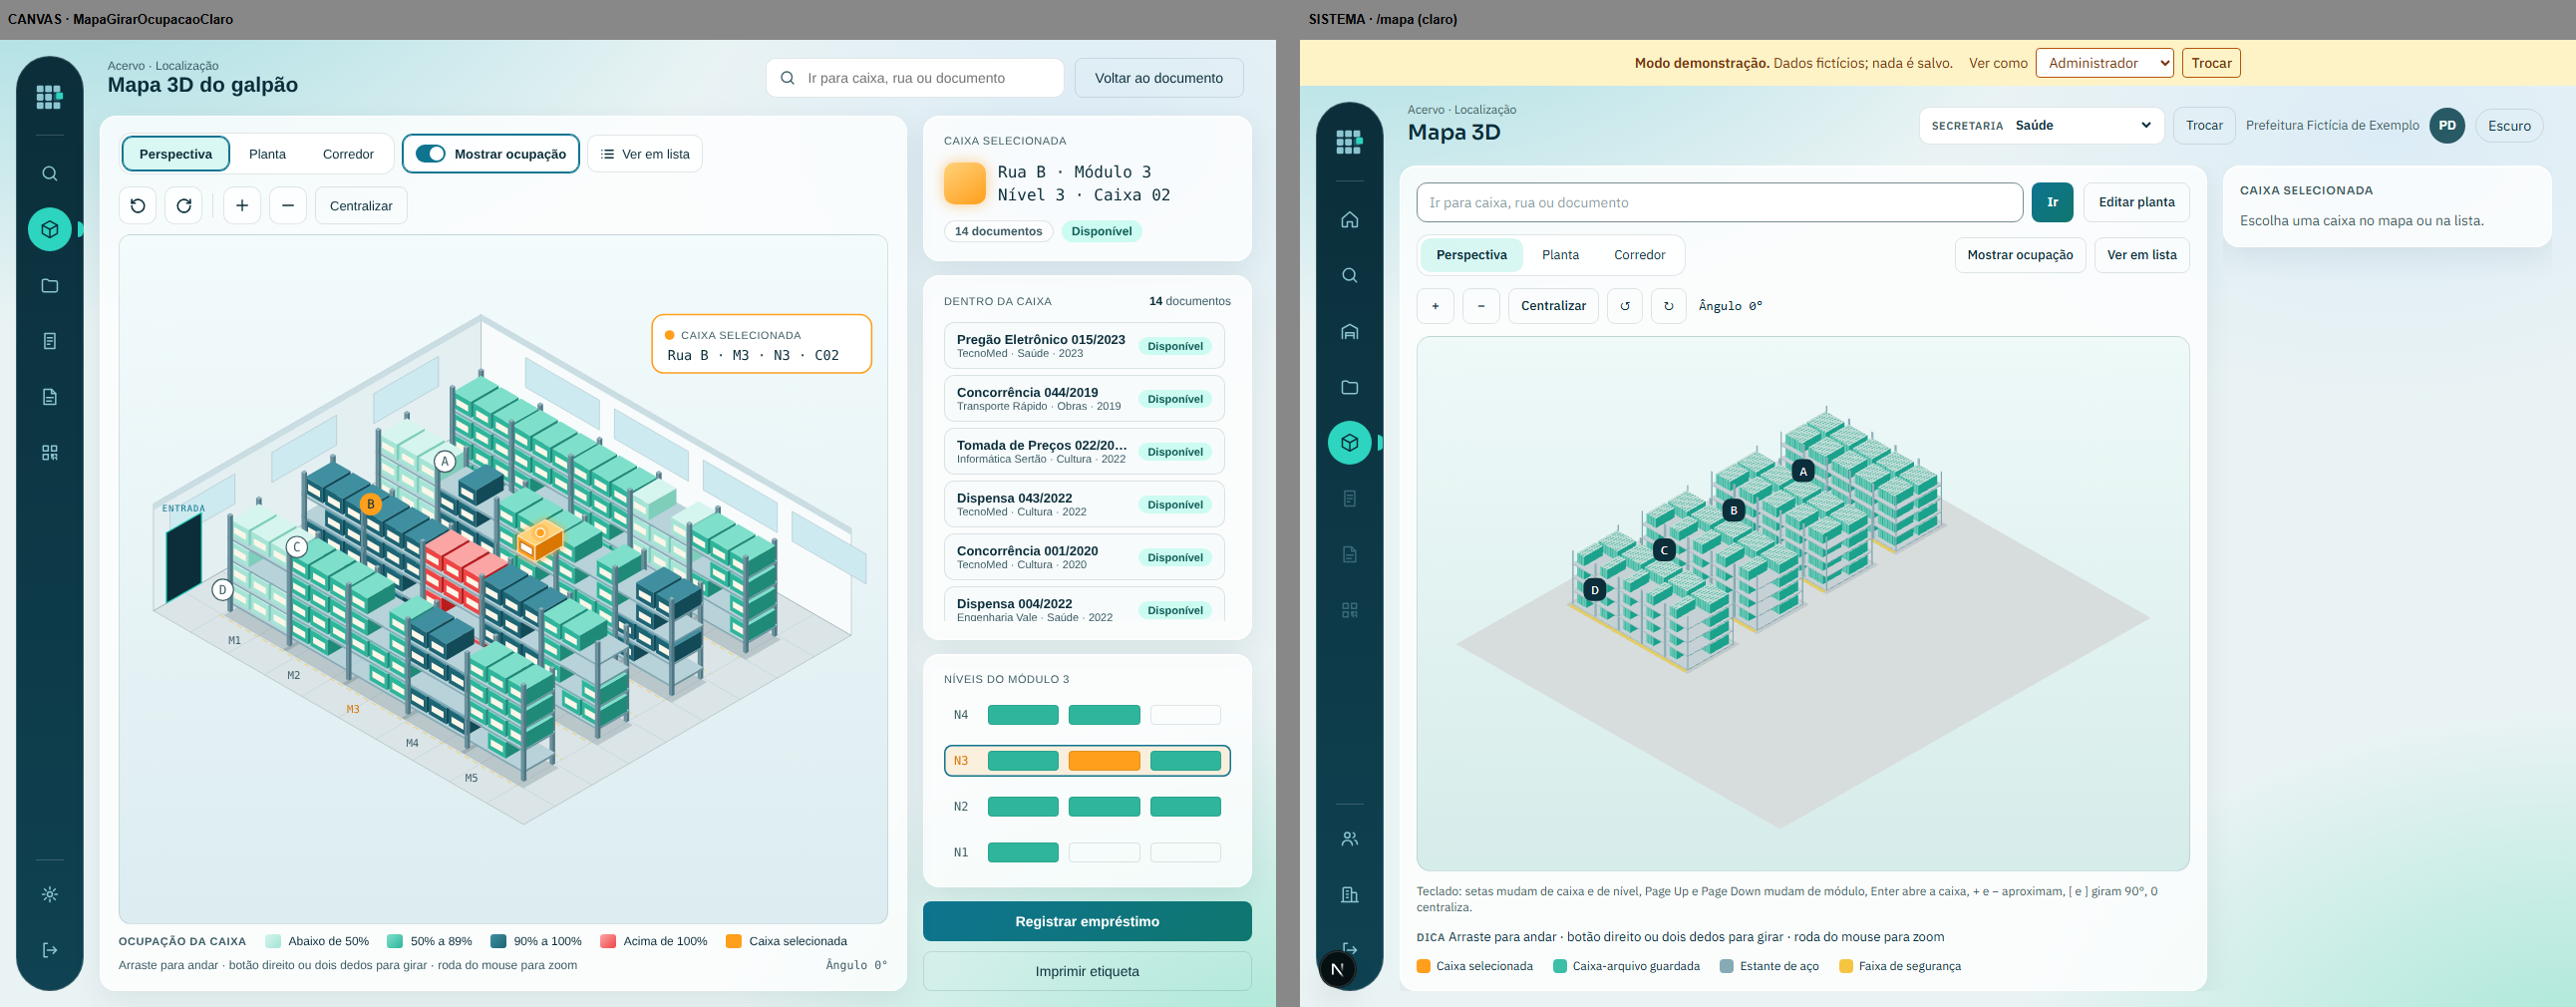 CANVAS · MapaGirarOcupacaoClaro
Acervo · Localização
Mapa 3D do galpão
Ir para caixa, rua ou documento
Voltar ao documento
Perspectiva
Planta
Corredor
Mostrar ocupação
Ver em lista
Centralizar
CAIXA SELECIONADA
Rua B · M3 · N3 · C02
ENTRADA
A
B
C
D
M1
M2
M3
M4
M5
OCUPAÇÃO DA CAIXA
Abaixo de 50%
50% a 89%
90% a 100%
Acima de 100%
Caixa selecionada
Arraste para andar · botão direito ou dois dedos para girar · roda do mouse para zoom
Ângulo 0°
CAIXA SELECIONADA
Rua B · Módulo 3
Nível 3 · Caixa 02
14 documentos
Disponível
DENTRO DA CAIXA
14 documentos
Pregão Eletrônico 015/2023
TecnoMed · Saúde · 2023
Disponível
Concorrência 044/2019
Transporte Rápido · Obras · 2019
Disponível
Tomada de Preços 022/20...
Informática Sertão · Cultura · 2022
Disponível
Dispensa 043/2022
TecnoMed · Cultura · 2022
Disponível
Concorrência 001/2020
TecnoMed · Cultura · 2020
Disponível
Dispensa 004/2022
Engenharia Vale · Saúde · 2022
Disponível
NÍVEIS DO MÓDULO 3
N4
N3
N2
N1
Registrar empréstimo
Imprimir etiqueta
SISTEMA · /mapa (claro)
Modo demonstração. Dados fictícios; nada é salvo.
Ver como
Administrador
Trocar
Acervo · Localização
Mapa 3D
SECRETARIA
Saúde
Trocar
Prefeitura Fictícia de Exemplo
PD
Escuro
Ir para caixa, rua ou documento
Ir
Editar planta
Perspectiva
Planta
Corredor
Mostrar ocupação
Ver em lista
+
−
Centralizar
↺
↻
Ângulo 0°
A
B
C
D
Teclado: setas mudam de caixa e de nível, Page Up e Page Down mudam de módulo, Enter abre a caixa, + e − aproximam, [ e ] giram 90°, 0
centraliza.
DICA Arraste para andar · botão direito ou dois dedos para girar · roda do mouse para zoom
Caixa selecionada
Caixa-arquivo guardada
Estante de aço
Faixa de segurança
CAIXA SELECIONADA
Escolha uma caixa no mapa ou na lista.
N